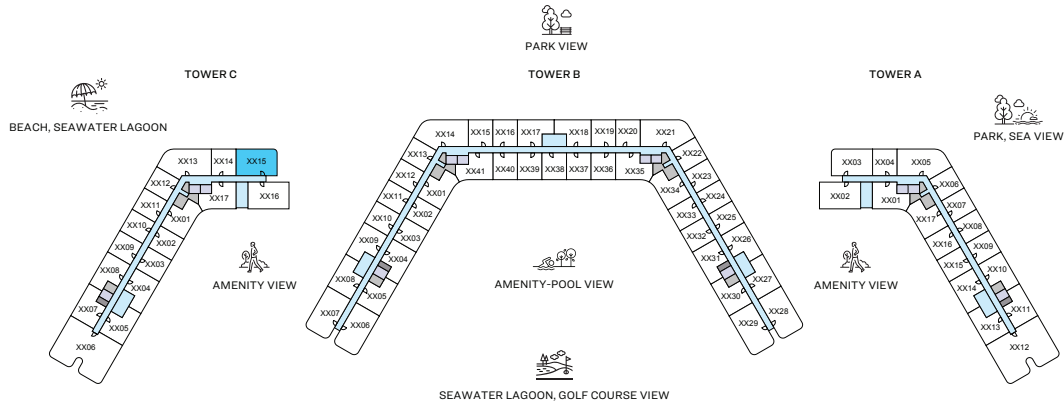 PARK VIEW
TOWER C
TOWER B
TOWER A
BEACH, SEAWATER LAGOON
PARK, SEA VIEW
XX13
XX14
XX15
XX12
XX11
XX10
XX09
XX08
XX07
XX06
XX05
XX04
XX03
XX02
XX01
XX17
XX16
XX14
XX15
XX16
XX17
XX18
XX19
XX20
XX21
XX13
XX12
XX11
XX10
XX09
XX08
XX07
XX06
XX05
XX04
XX03
XX02
XX01
XX41
XX40
XX39
XX38
XX37
XX36
XX35
XX34
XX33
XX32
XX31
XX30
XX29
XX22
XX23
XX24
XX25
XX26
XX27
XX28
XX03
XX04
XX05
XX02
XX01
XX17
XX16
XX15
XX14
XX13
XX06
XX07
XX08
XX09
XX10
XX11
XX12
AMENITY VIEW
AMENITY-POOL VIEW
AMENITY VIEW
SEAWATER LAGOON, GOLF COURSE VIEW